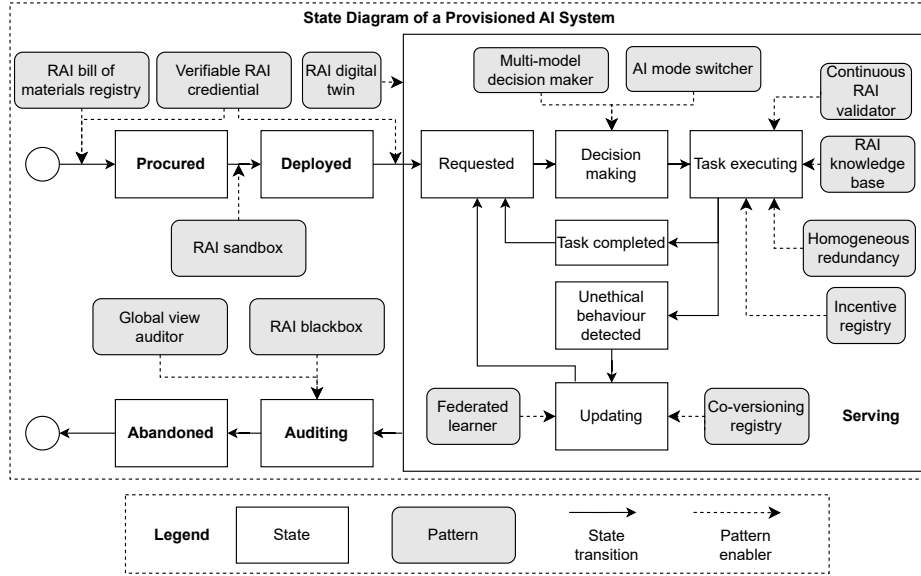 State Diagram of a Provisioned AI System
RAI bill of
materials registry
Verifiable RAI
crediential
RAI digital
twin
Multi-model
decision maker
AI mode switcher
Continuous
RAI
validator
Procured
Deployed
Requested
Decision
making
Task executing
RAI
knowledge
base
RAI sandbox
Task completed
Homogeneous
redundancy
Global view
auditor
RAI blackbox
Unethical
behaviour
detected
Incentive
registry
Federated
learner
Updating
Co-versioning
registry
Serving
Abandoned
Auditing
Legend
State
Pattern
State
transition
Pattern
enabler